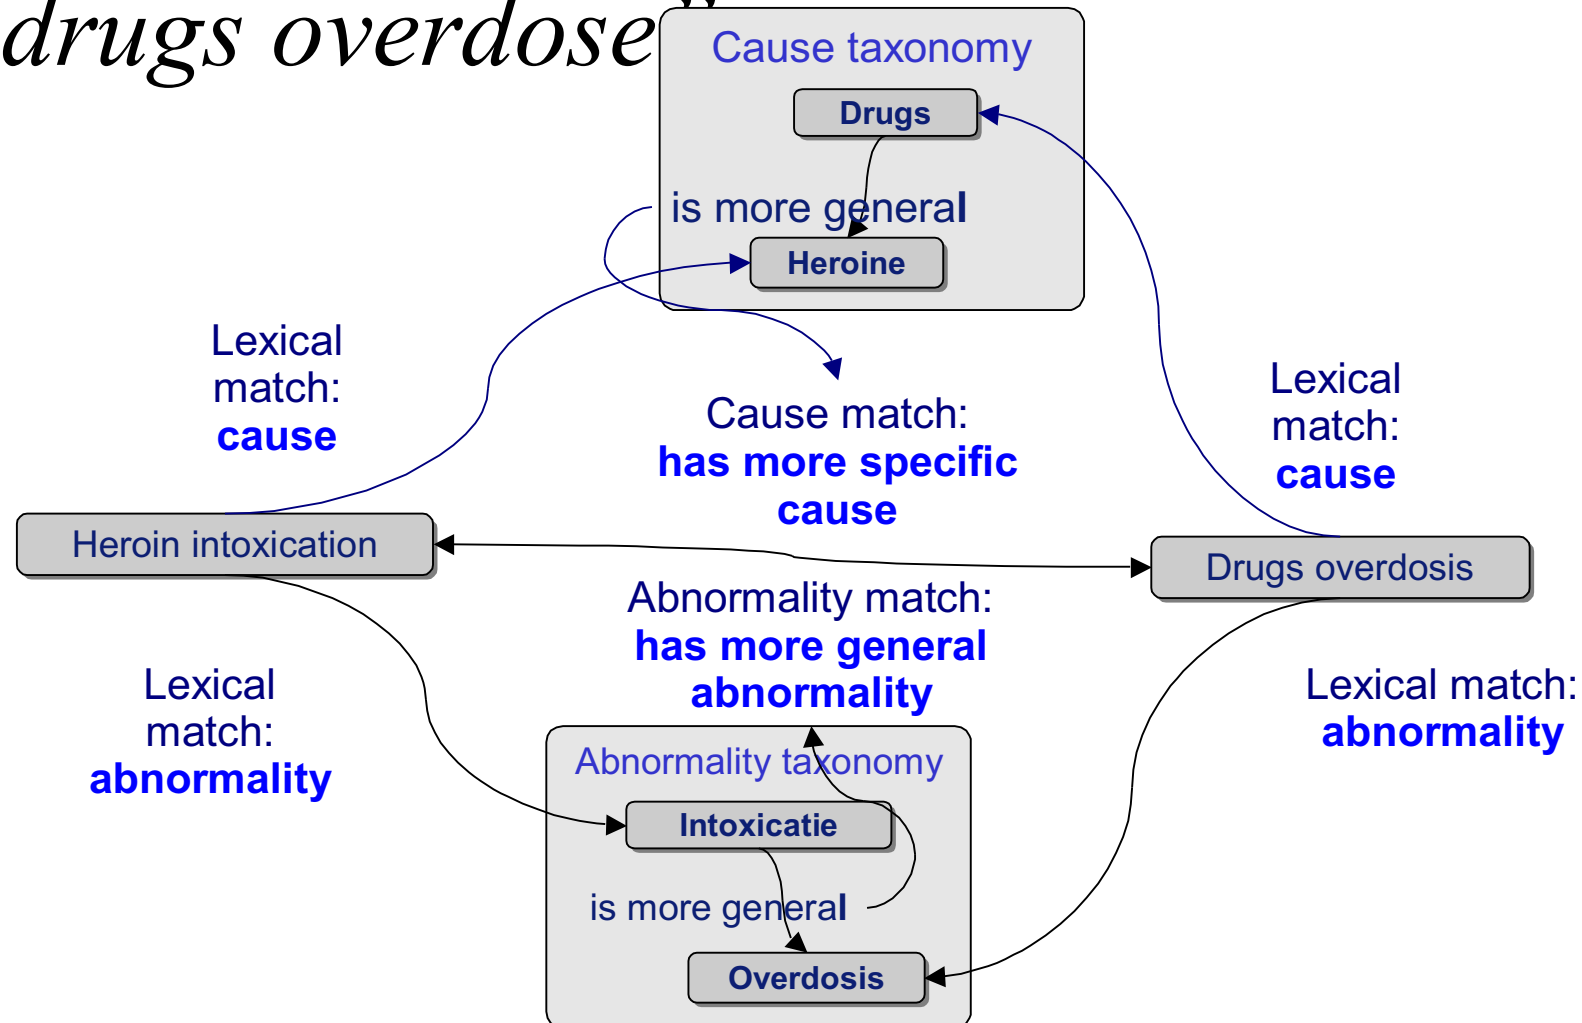 drugs overdose”
Cause taxonomy
Drugs
is more general
Heroine
Lexical
match:
cause
Cause match:
has more specific
cause
Lexical
match:
cause
Heroin intoxication
Drugs overdosis
Abnormality match:
has more general
abnormality
Lexical
match:
abnormality
Lexical match:
abnormality
Abnormality taxonomy
Intoxicatie
is more general
Overdosis